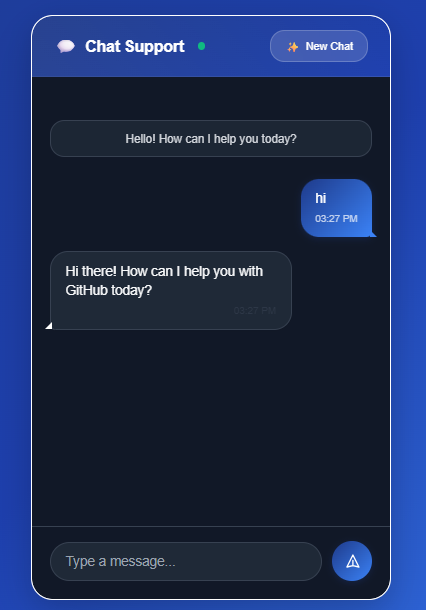 Chat Support
New Chat
Hello! How can I help you today?
hi
03:27 PM
Hi there! How can I help you with
GitHub today?
03:27 PM
Type a message...